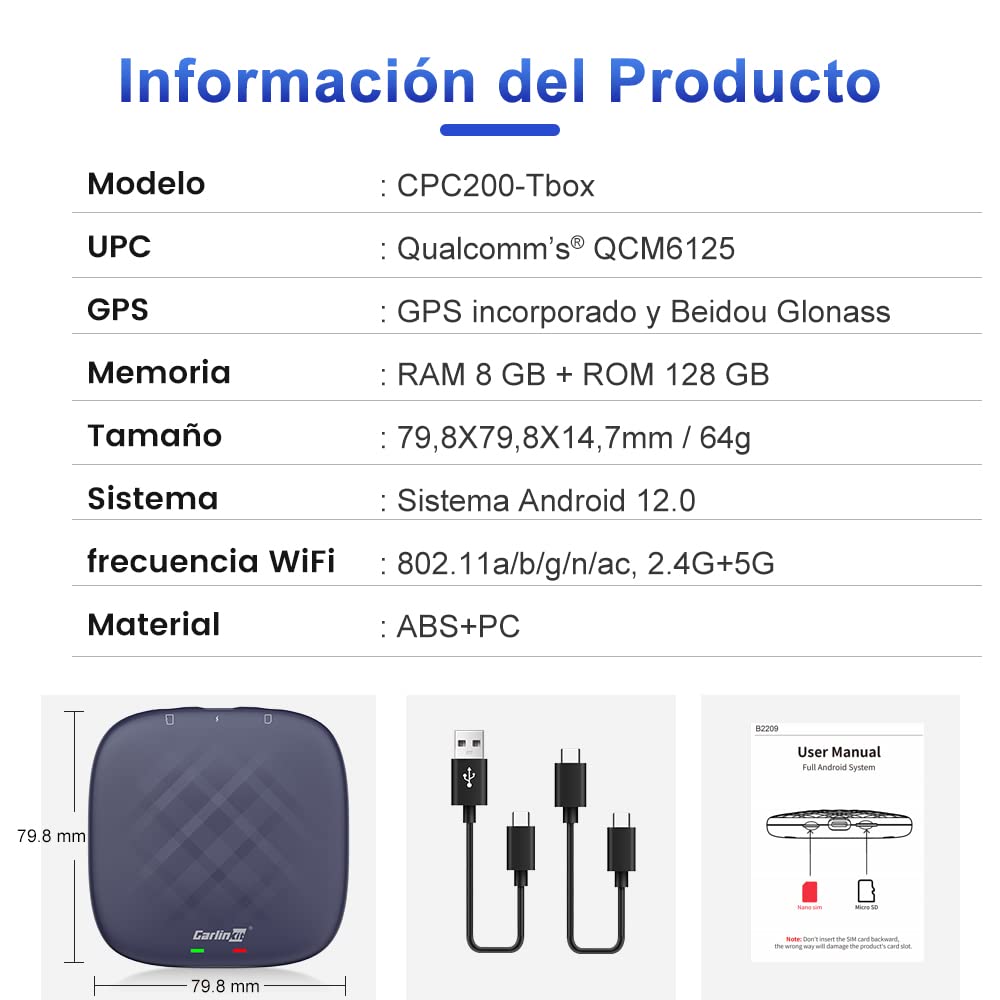 Información del Producto
Modelo : CPC200-Tbox
UPC : Qualcomm’s® QCM6125
GPS : GPS incorporado y Beidou Glonass
Memoria : RAM 8 GB + ROM 128 GB
Tamaño : 79,8X79,8X14,7mm / 64g
Sistema : Sistema Android 12.0
frecuencia WiFi : 802.11a/b/g/n/ac, 2.4G+5G
Material : ABS+PC
79.8 mm
Carlinkit®
79.8 mm
B2209
User Manual
Full Android System
Nano sim
Micro SD
Note: Don't insert the SIM card backward,
the wrong way will damage the product's card slot.